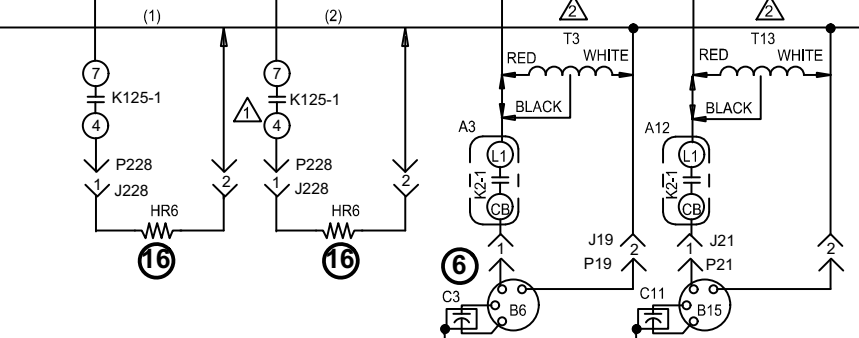 (1)
(2)
2
2
T3
T13
RED
WHITE
RED
WHITE
7
7
K125-1
K125-1
1
BLACK
BLACK
4
4
A3
A12
L1
L1
P228
P228
K2-1
K2-1
1
2
1
2
J228
J228
CB
CB
HR6
HR6
J19
J21
1
2
1
2
16
16
6
P19
P21
C3
C11
B6
B15